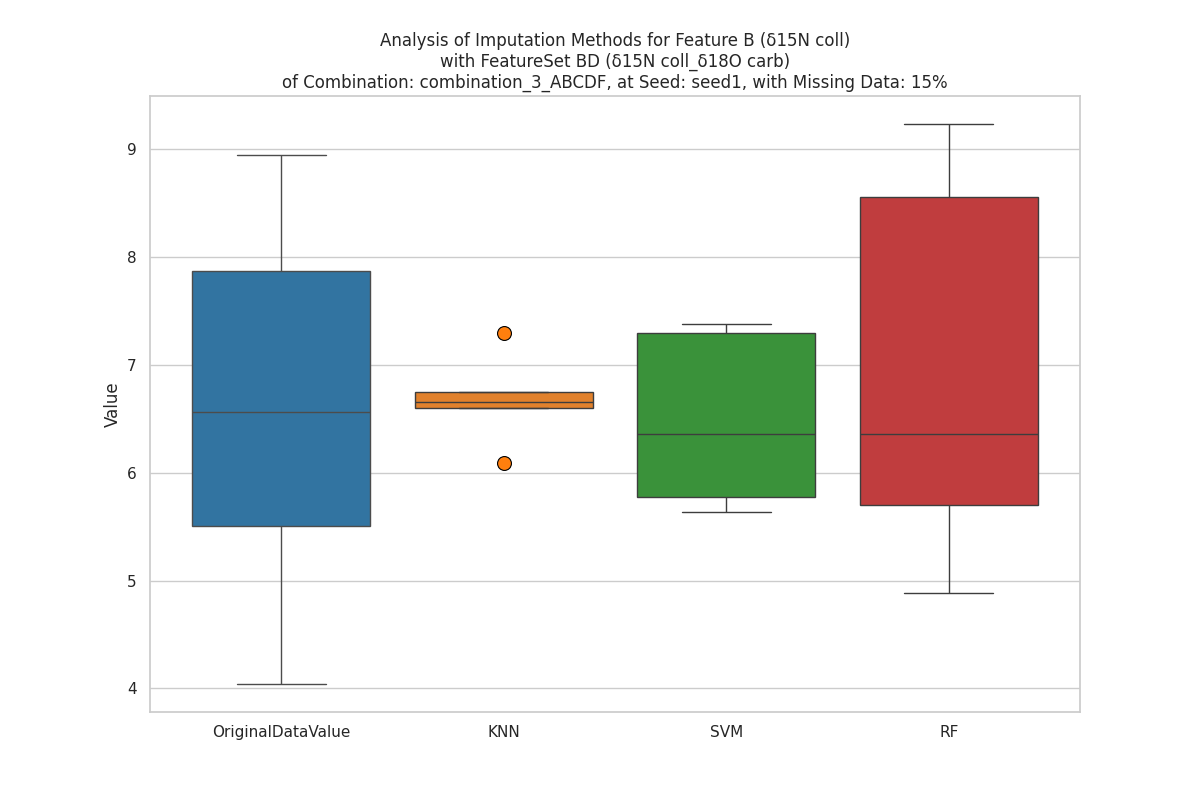 Analysis of Imputation Methods for Feature B (δ15N coll)
with FeatureSet BD (δ15N coll_δ18O carb)
of Combination: combination_3_ABCDF, at Seed: seed1, with Missing Data: 15%
9
8
7
6
5
4
Value
OriginalDataValue
KNN
SVM
RF